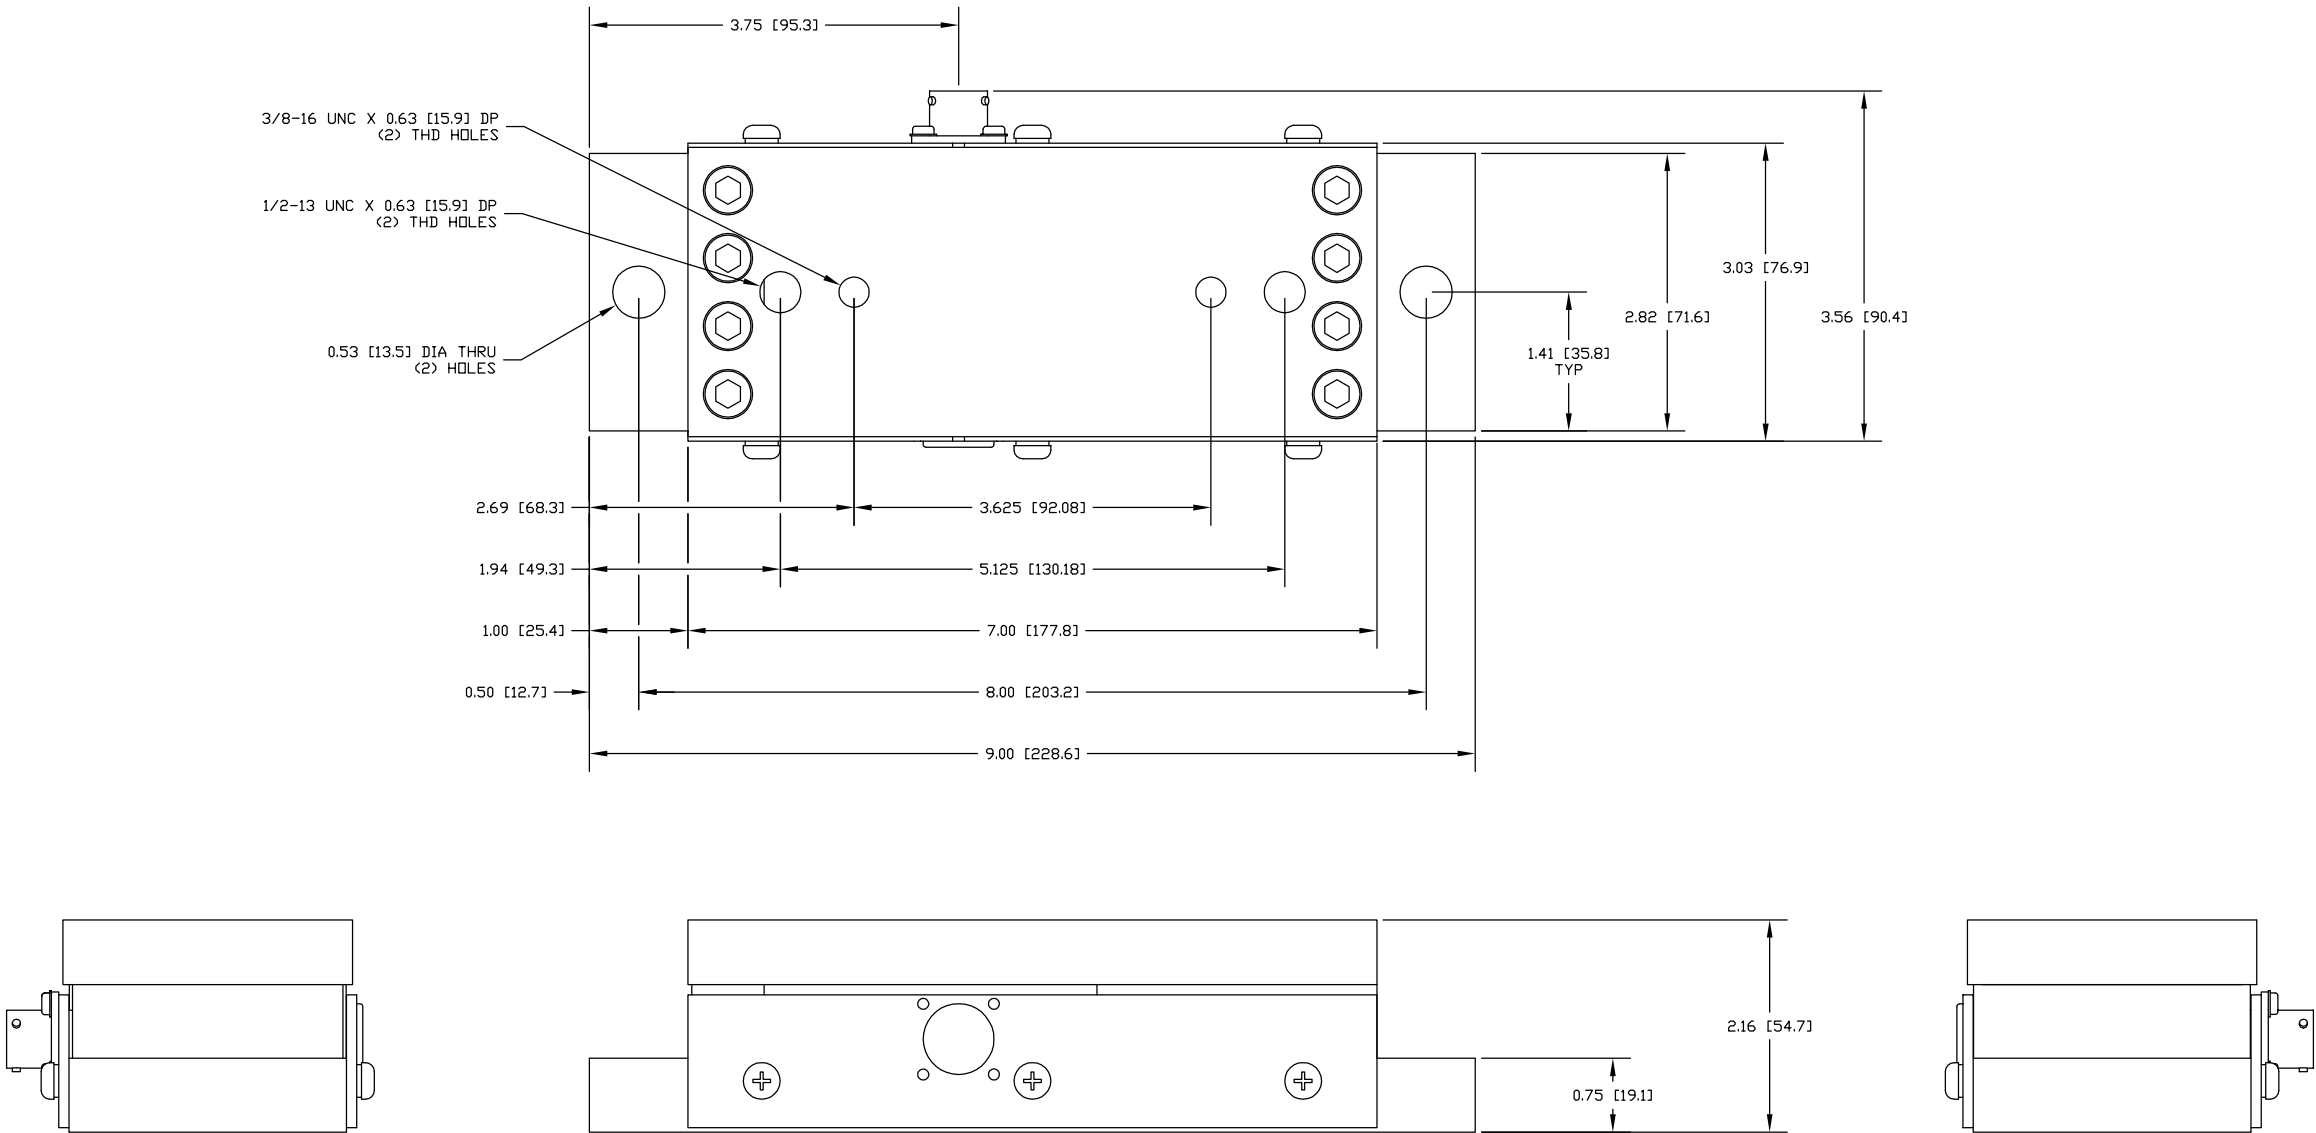 3.75 [95.3]
3/8-16 UNC X 0.63 [15.9] DP
(2) THD HOLES
1/2-13 UNC X 0.63 [15.9] DP
(2) THD HOLES
3.03 [76.9]
2.82 [71.6]
3.56 [90.4]
0.53 [13.5] DIA THRU
(2) HOLES
1.41 [35.8]
TYP
2.69 [68.3]
3.625 [92.08]
1.94 [49.3]
5.125 [130.18]
1.00 [25.4]
7.00 [177.8]
0.50 [12.7]
8.00 [203.2]
9.00 [228.6]
2.16 [54.7]
0.75 [19.1]